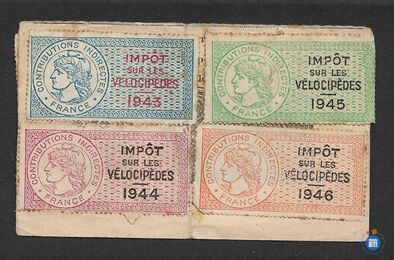 CONTRIBUTIONS INDIRECTES
FRANCE
IMPÔT
SUR LES
VÉLOCIPÈDES
1943
CONTRIBUTIONS INDIRECTES
FRANCE
IMPÔT
SUR LES
VÉLOCIPÈDES
1945
CONTRIBUTIONS INDIRECTES
FRANCE
IMPÔT
SUR LES
VÉLOCIPÈDES
1944
CONTRIBUTIONS INDIRECTES
FRANCE
IMPÔT
SUR LES
VÉLOCIPÈDES
1946